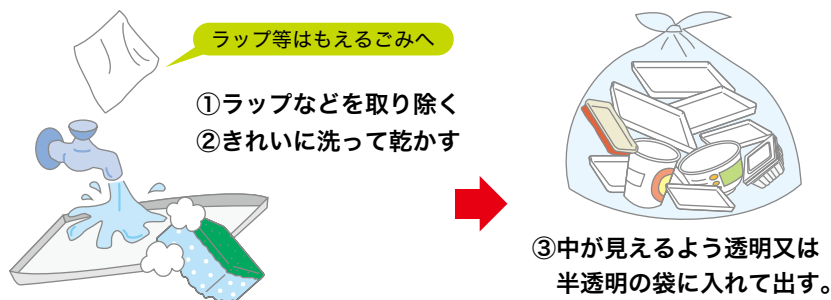 ラップ等はもえるごみへ
①ラップなどを取り除く
②きれいに洗って乾かす
③中が見えるよう透明又は
半透明の袋に入れて出す。